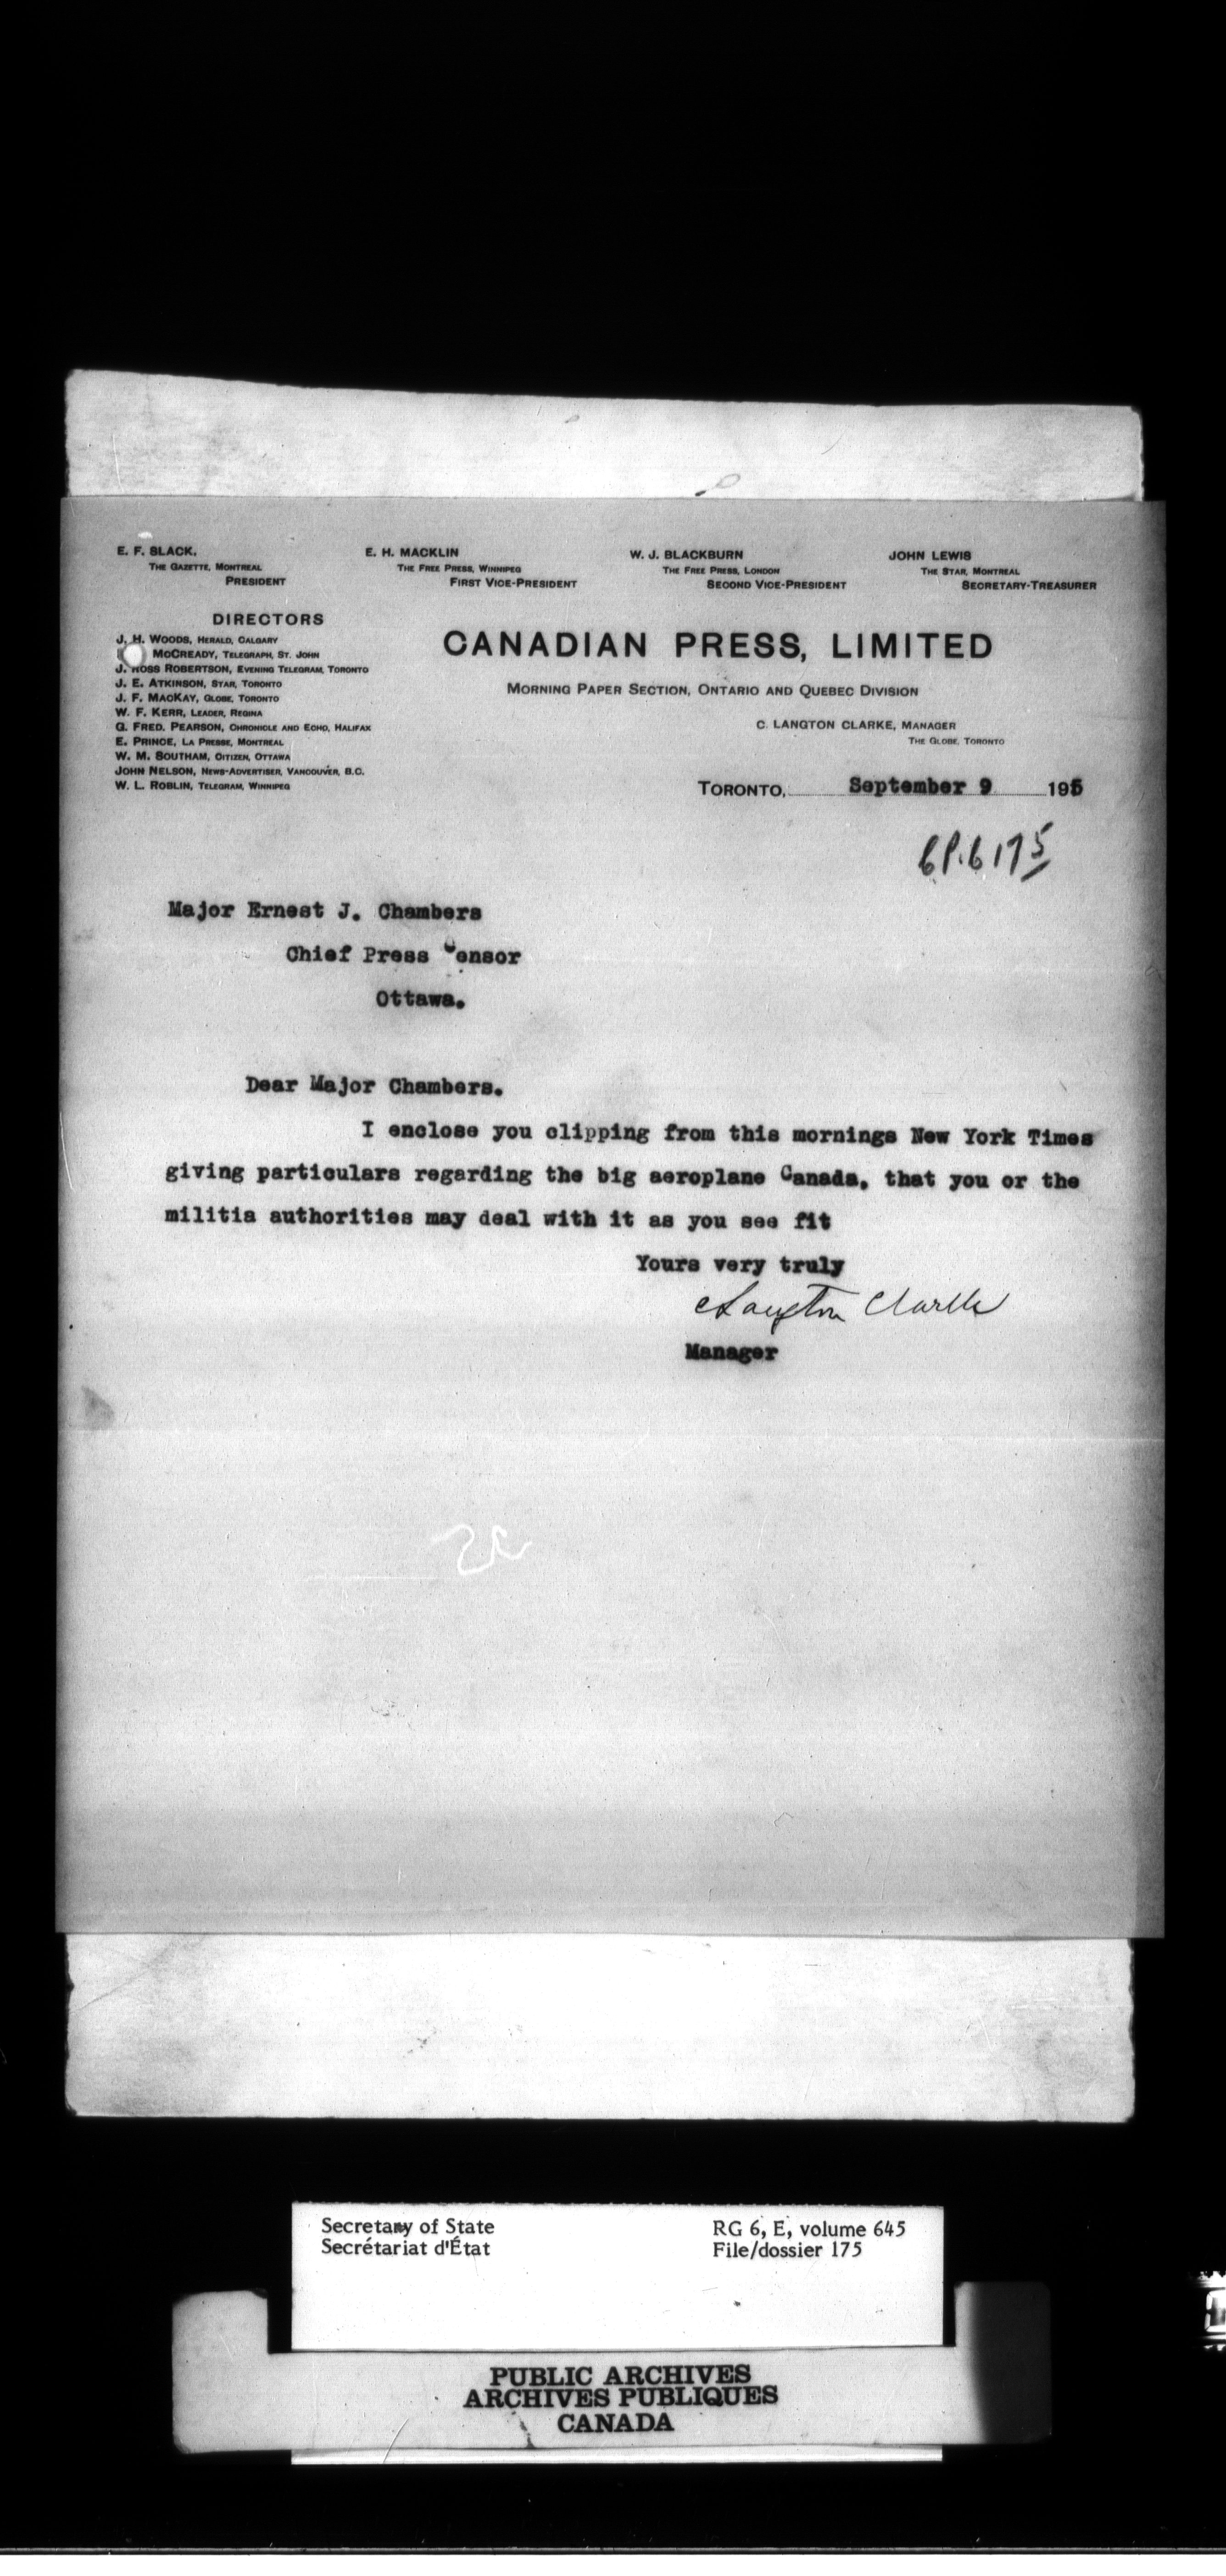 E. F. SLACK,
THE GAZETTE, MONTREAL
PRESIDENT
E. H. MACKLIN
THE FREE PRESS, WINNIPEG
FIRST VICE-PRESIDENT
W. J. BLACKBURN
THE FREE PRESS, LONDON
SECOND VICE-PRESIDENT
JOHN LEWIS
THE STAR, MONTREAL
SECRETARY-TREASURER
DIRECTORS
J. H. WOODS, HERALD, CALGARY
MCCREADY, TELEGRAPH, ST. JOHN
J. ROSS ROBERTSON, EVENING TELEGRAM, TORONTO
J. E. ATKINSON, STAR, TORONTO
J. F. MACKAY, GLOBE, TORONTO
W. F. KERR, LEADER, REGINA
G. FRED. PEARSON, CHRONICLE AND ECHO, HALIFAX
E. PRINCE, LA PRESSE, MONTREAL
W. M. SOUTHAM, CITIZEN, OTTAWA
JOHN NELSON, NEWS-ADVERTISER, VANCOUVER, B.C.
W. L. ROBLIN, TELEGRAM, WINNIPEG
CANADIAN PRESS, LIMITED
MORNING PAPER SECTION, ONTARIO AND QUEBEC DIVISION
C. LANGTON CLARKE, MANAGER
THE GLOBE, TORONTO
TORONTO, September 9 195
Major Ernest J. Chambers
Chief Press Censor
Ottawa.
Dear Major Chambers.
I enclose you clipping from this mornings New York Times
giving particulars regarding the big aeroplane Canada, that you or the
militia authorities may deal with it as you see fit
Yours very truly
C Langton Clarke
Manager
Secretary of State
Secrétariat d'État
RG 6, E, volume 645
File/dossier 175
PUBLIC ARCHIVES
ARCHIVES PUBLIQUES
CANADA